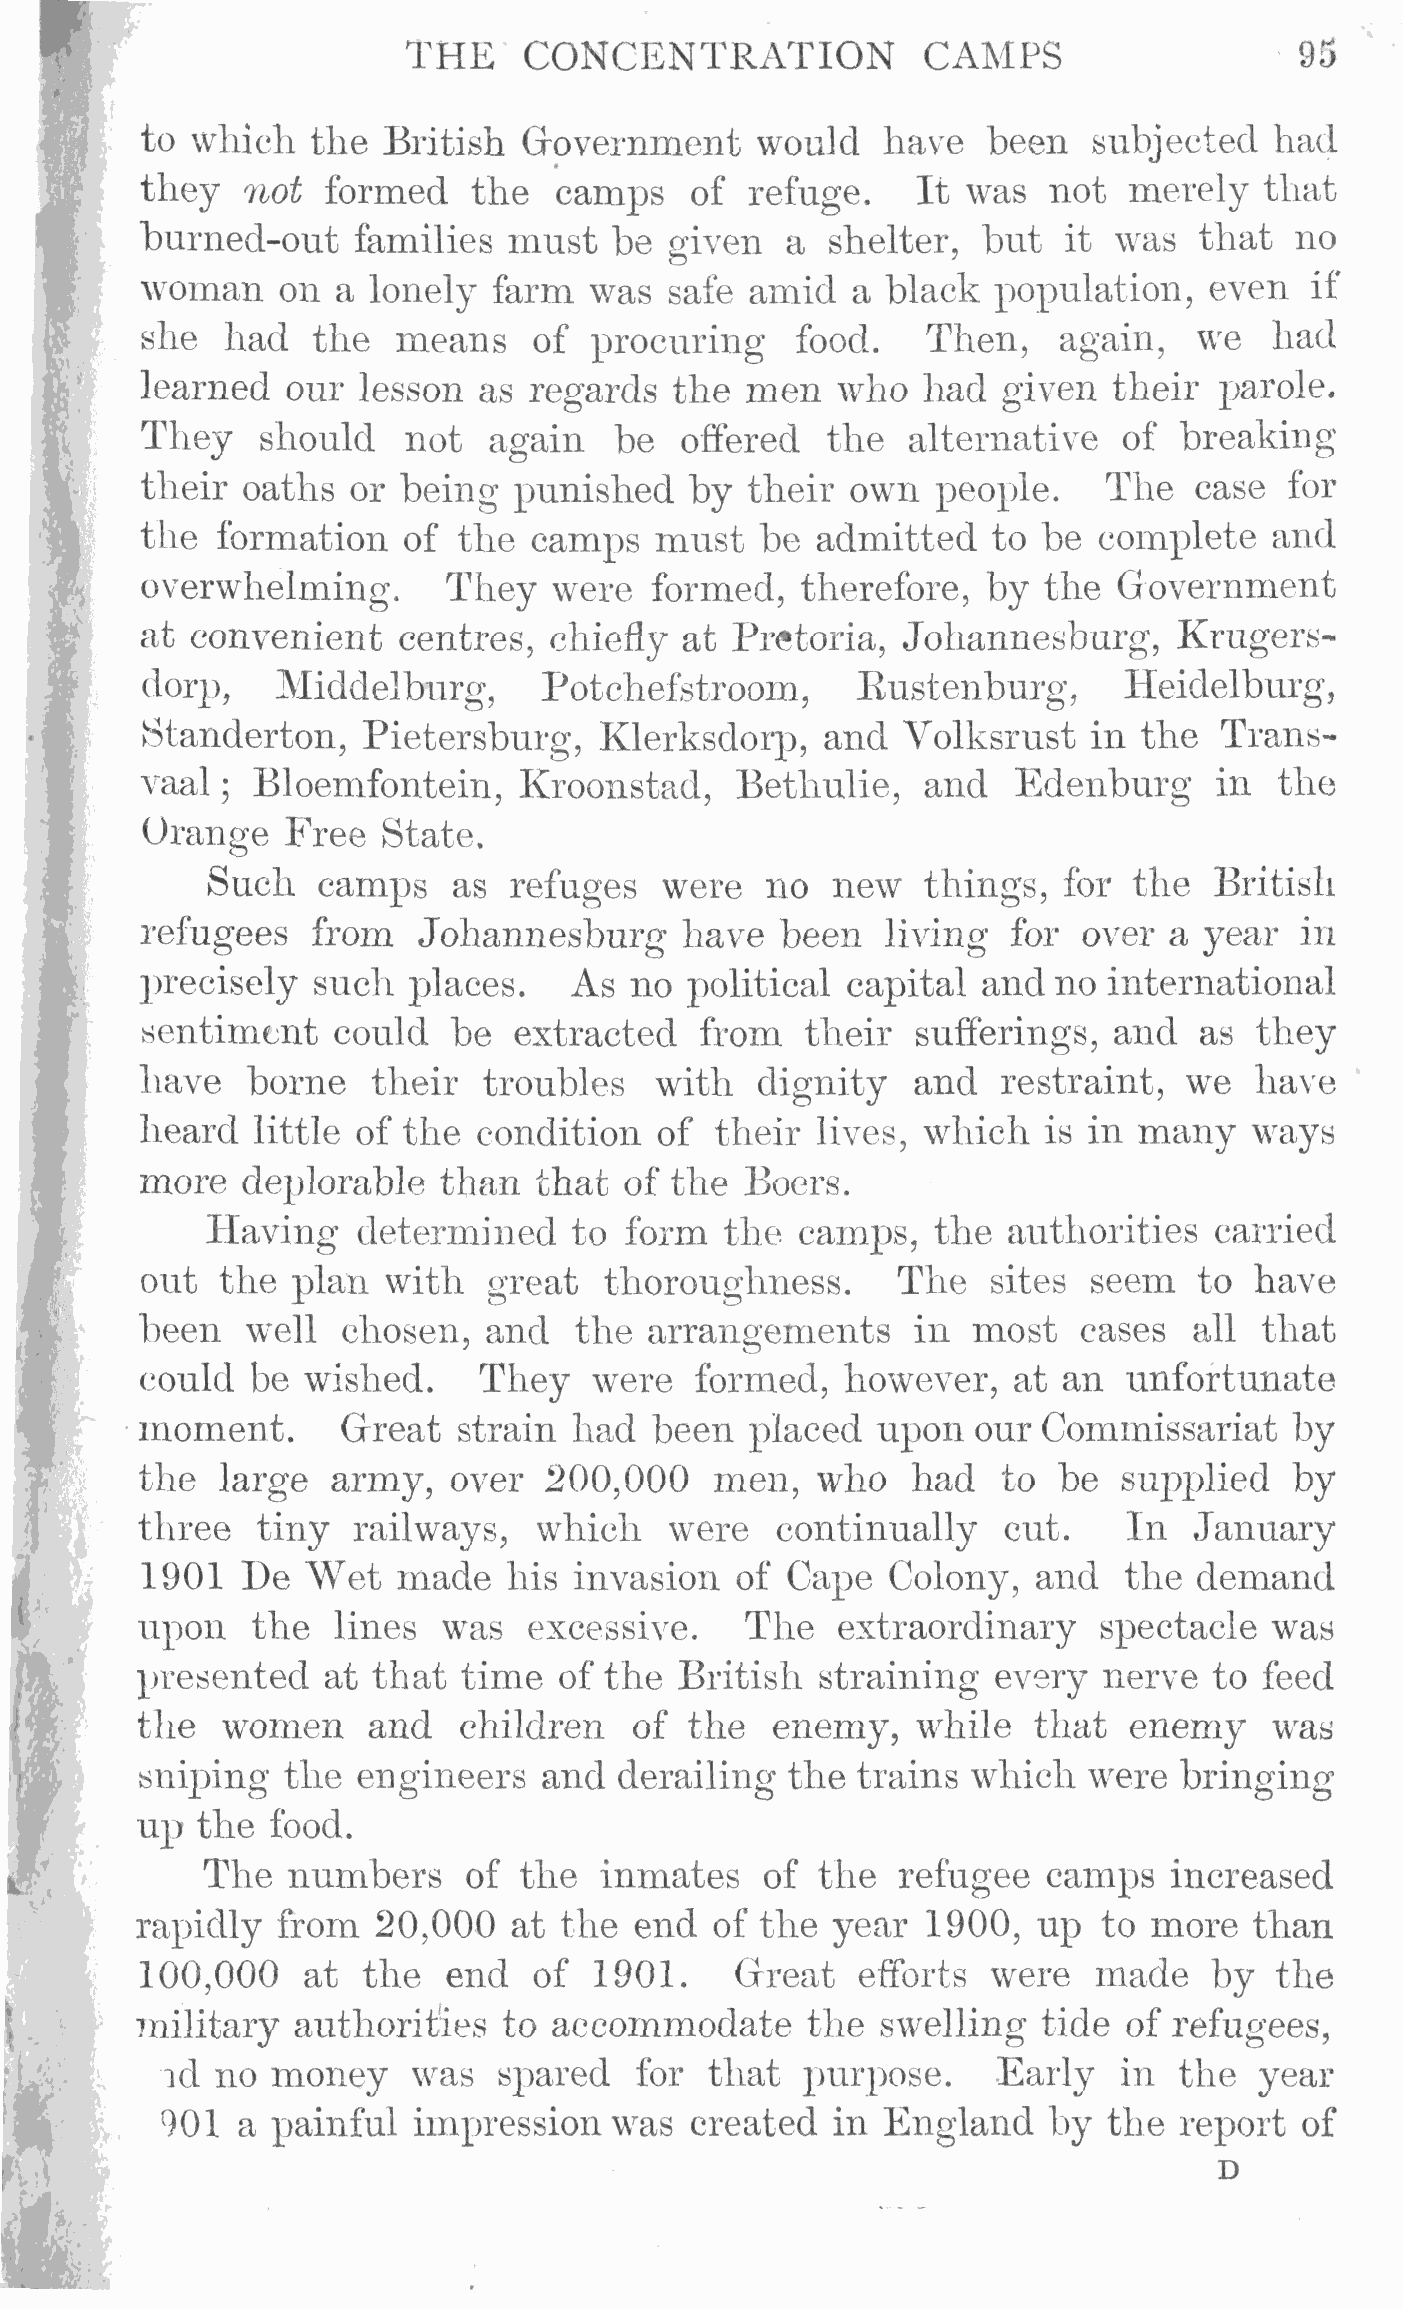 THE CONCENTRATION CAMPS 95
to which the British Government would have been subjected had
they not formed the camps of refuge. It was not merely that
burned-out families must be given a shelter, but it was that no
woman on a lonely farm was safe amid a black population, even if
she had the means of procuring food. Then, again, we had
learned our lesson as regards the men who had given their parole.
They should not again be offered the alternative of breaking
their oaths or being punished by their own people. The case for
the formation of the camps must be admitted to be complete and
overwhelming. They were formed, therefore, by the Government
at convenient centres, chiefly at Pretoria, Johannesburg, Krugers-
dorp, Middelburg, Potchefstroom, Rustenburg, Heidelburg,
Standerton, Pietersburg, Klerksdorp, and Volksrust in the Trans-
vaal ; Bloemfontein, Kroonstad, Bethulie, and Edenburg in the
Orange Free State.
Such camps as refuges were no new things, for the British
refugees from Johannesburg have been living for over a year in
precisely such places. As no political capital and no international
sentiment could be extracted from their sufferings, and as they
have borne their troubles with dignity and restraint, we have
heard little of the condition of their lives, which is in many ways
more deplorable than that of the Boers.
Having determined to form the camps, the authorities carried
out the plan with great thoroughness. The sites seem to have
been well chosen, and the arrangements in most cases all that
could be wished. They were formed, however, at an unfortunate
moment. Great strain had been placed upon our Commissariat by
the large army, over 200,000 men, who had to be supplied by
three tiny railways, which were continually cut. In January
1901 De Wet made his invasion of Cape Colony, and the demand
upon the lines was excessive. The extraordinary spectacle was
presented at that time of the British straining every nerve to feed
the women and children of the enemy, while that enemy was
sniping the engineers and derailing the trains which were bringing
up the food.
The numbers of the inmates of the refugee camps increased
rapidly from 20,000 at the end of the year 1900, up to more than
100,000 at the end of 1901. Great efforts were made by the
military authorities to accommodate the swelling tide of refugees,
nd no money was spared for that purpose. Early in the year
901 a painful impression was created in England by the report of
D